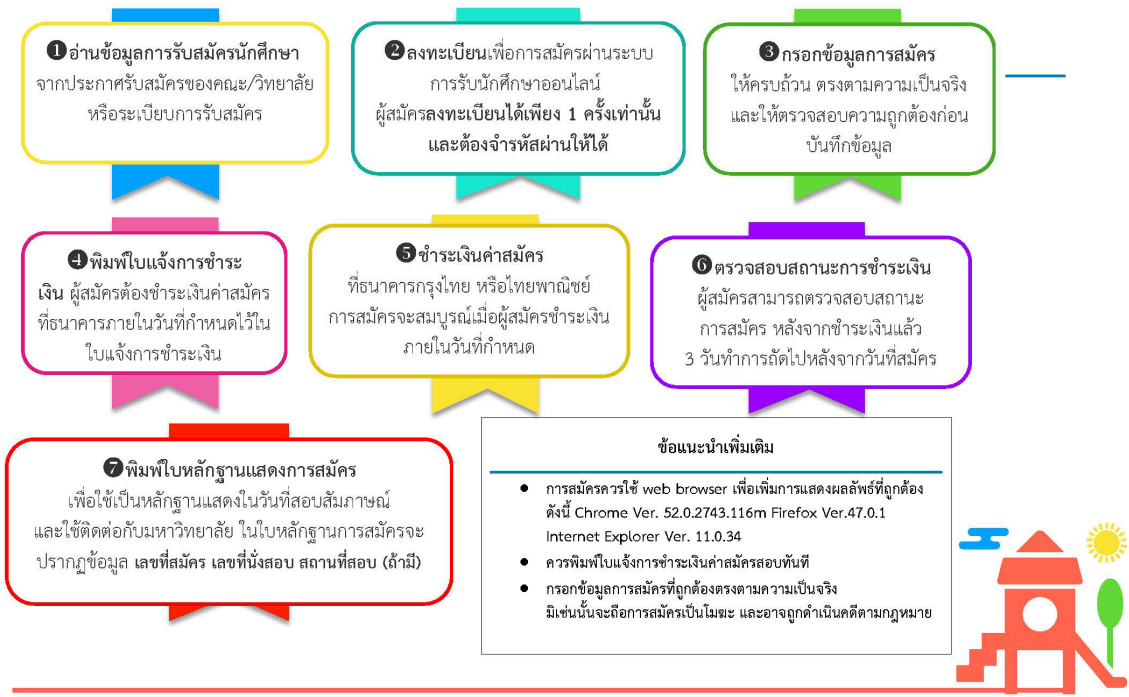 ❶อ่านข้อมูลการรับสมัครนักศึกษา
จากประกาศรับสมัครของคณะ/วิทยาลัย
หรือระเบียบการรับสมัคร
❷ลงทะเบียนเพื่อการสมัครผ่านระบบ
การรับนักศึกษาออนไลน์
ผู้สมัครลงทะเบียนได้เพียง 1 ครั้งเท่านั้น
และต้องจำรหัสผ่านให้ได้
❸กรอกข้อมูลการสมัคร
ให้ครบถ้วน ตรงตามความเป็นจริง
และให้ตรวจสอบความถูกต้องก่อน
บันทึกข้อมูล
❹พิมพ์ใบแจ้งการชำระ
เงิน ผู้สมัครต้องชำระเงินค่าสมัคร
ที่ธนาคารภายในวันที่กำหนดไว้ใน
ใบแจ้งการชำระเงิน
❺ชำระเงินค่าสมัคร
ที่ธนาคารกรุงไทย หรือไทยพาณิชย์
การสมัครจะสมบูรณ์เมื่อผู้สมัครชำระเงิน
ภายในวันที่กำหนด
❻ตรวจสอบสถานะการชำระเงิน
ผู้สมัครสามารถตรวจสอบสถานะ
การสมัคร หลังจากชำระเงินแล้ว
3 วันทำการถัดไปหลังจากวันที่สมัคร
❼พิมพ์ใบหลักฐานแสดงการสมัคร
เพื่อใช้เป็นหลักฐานแสดงในวันที่สอบสัมภาษณ์
และใช้ติดต่อกับมหาวิทยาลัย ในใบหลักฐานการสมัครจะ
ปรากฏข้อมูล เลขที่สมัคร เลขที่นั่งสอบ สถานที่สอบ (ถ้ามี)
ข้อแนะนำเพิ่มเติม
● การสมัครควรใช้ web browser เพื่อเพิ่มการแสดงผลลัพธ์ที่ถูกต้อง
ดังนี้ Chrome Ver. 52.0.2743.116m Firefox Ver.47.0.1
Internet Explorer Ver. 11.0.34
● ควรพิมพ์ใบแจ้งการชำระเงินค่าสมัครสอบทันที
● กรอกข้อมูลการสมัครที่ถูกต้องตรงตามความเป็นจริง
มิเช่นนั้นจะถือการสมัครเป็นโมฆะ และอาจถูกดำเนินคดีตามกฎหมาย